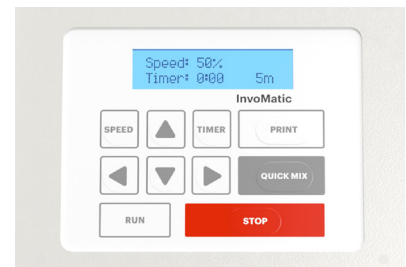 Speed: 50%
Timer: 0:00 5m
InvoMatic
SPEED TIMER PRINT
QUICK MIX
RUN STOP